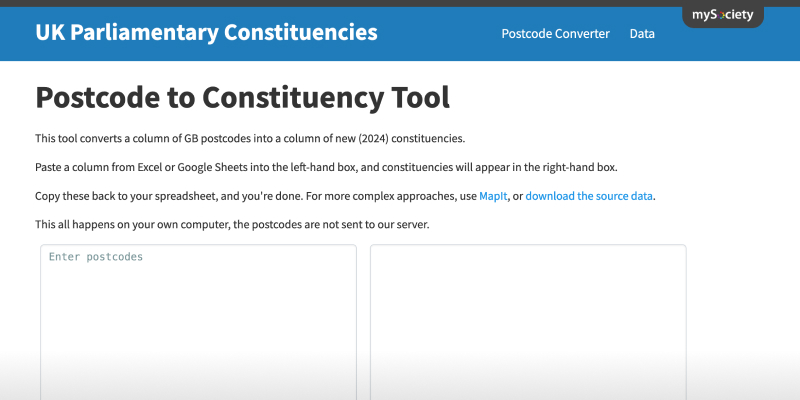 mySociety
UK Parliamentary Constituencies
Postcode Converter
Data
Postcode to Constituency Tool
This tool converts a column of GB postcodes into a column of new (2024) constituencies.
Paste a column from Excel or Google Sheets into the left-hand box, and constituencies will appear in the right-hand box.
Copy these back to your spreadsheet, and you're done. For more complex approaches, use MapIt, or download the source data.
This all happens on your own computer, the postcodes are not sent to our server.
Enter postcodes